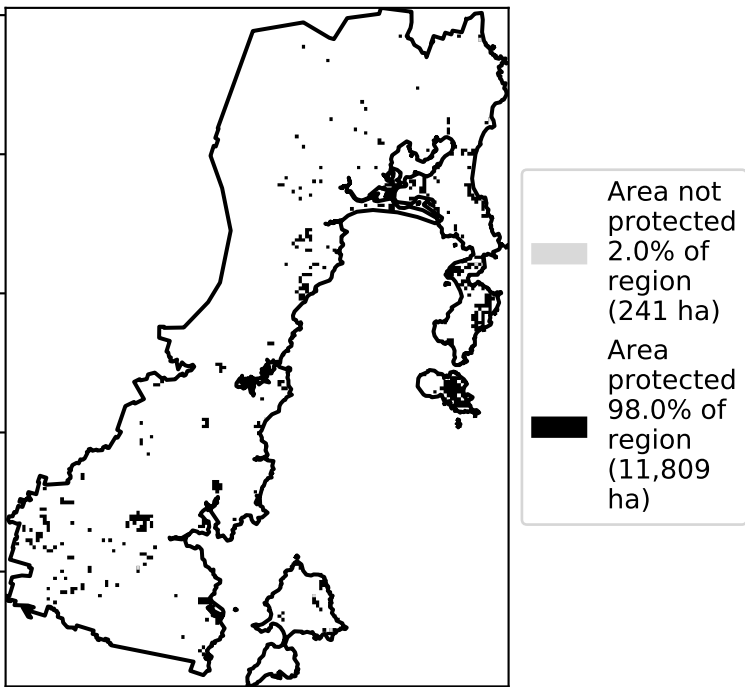 Area not
protected
2.0% of
region
(241 ha)
Area
protected
98.0% of
region
(11,809
ha)